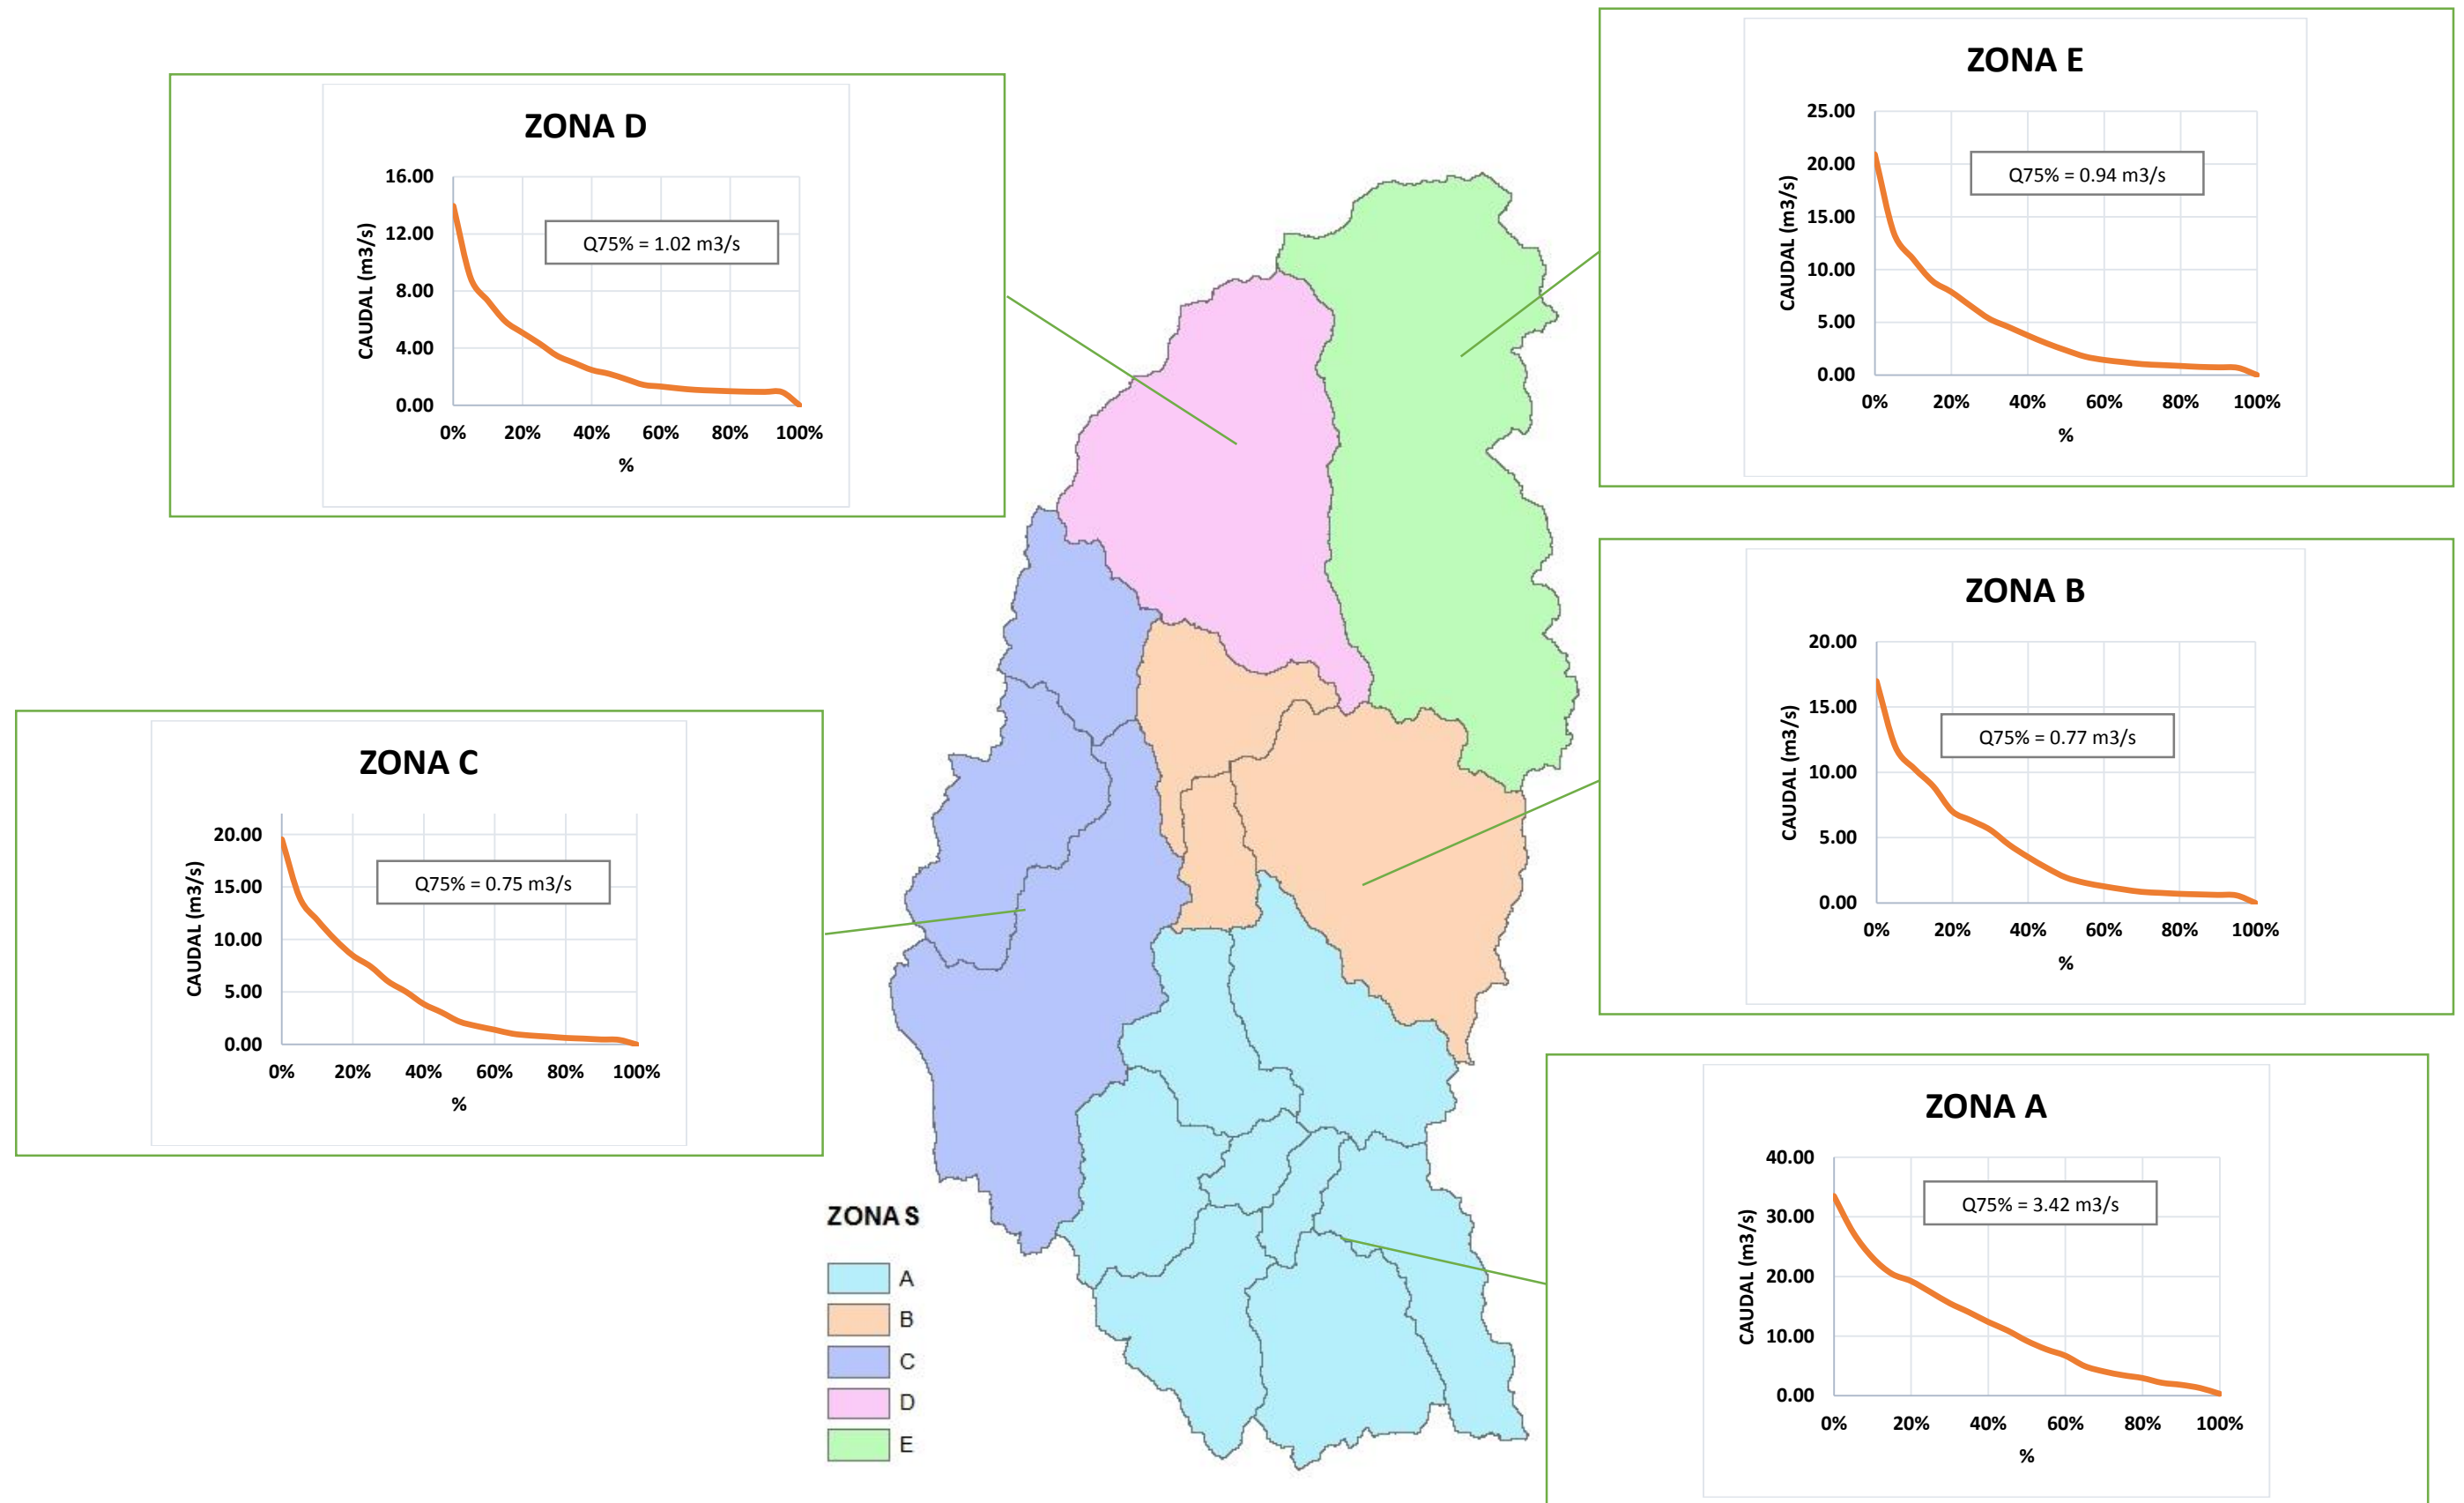 ZONA D
16.00
12.00
8.00
4.00
0.00
CAUDAL (m3/s)
Q75% = 1.02 m3/s
0% 20% 40% 60% 80% 100%
%
ZONA E
25.00
20.00
15.00
10.00
5.00
0.00
CAUDAL (m3/s)
Q75% = 0.94 m3/s
0% 20% 40% 60% 80% 100%
%
ZONA B
20.00
15.00
10.00
5.00
0.00
CAUDAL (m3/s)
Q75% = 0.77 m3/s
0% 20% 40% 60% 80% 100%
%
ZONA C
20.00
15.00
10.00
5.00
0.00
CAUDAL (m3/s)
Q75% = 0.75 m3/s
0% 20% 40% 60% 80% 100%
%
ZONA A
40.00
30.00
20.00
10.00
0.00
CAUDAL (m3/s)
Q75% = 3.42 m3/s
0% 20% 40% 60% 80% 100%
%
ZONAS
A
B
C
D
E